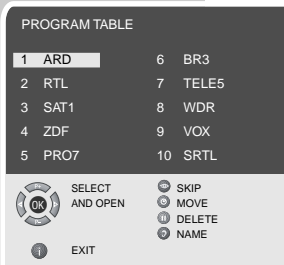 PROGRAM TABLE
1 ARD 6 BR3
2 RTL 7 TELE5
3 SAT1 8 WDR
4 ZDF 9 VOX
5 PRO7 10 SRTL
P+
OK
P-
SELECT
AND OPEN
SKIP
MOVE
DELETE
NAME
i EXIT